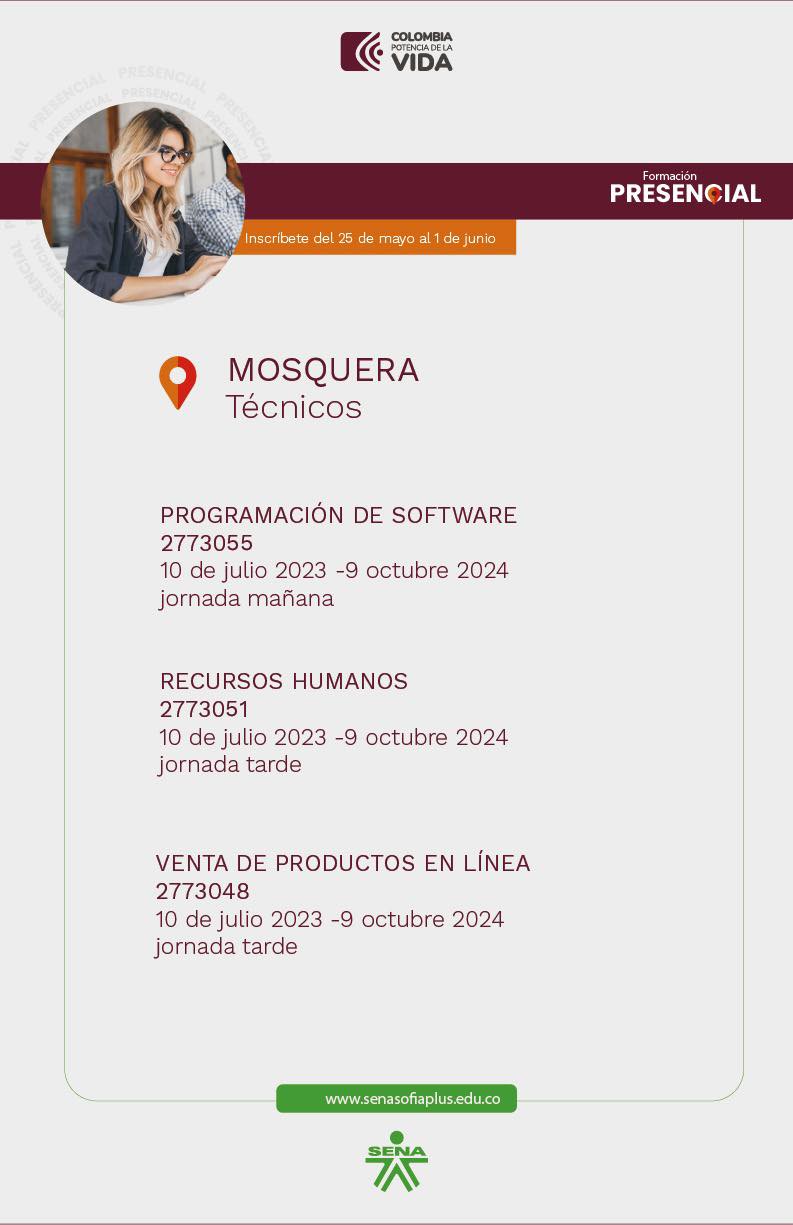 COLOMBIA
POTENCIA DE LA
VIDA
PRESENCIAL PRESENCIAL PRESENCIAL
PRESENCIAL PRESENCIAL
Formación
PRESENCIAL
Inscríbete del 25 de mayo al 1 de junio
MOSQUERA
Técnicos
PROGRAMACIÓN DE SOFTWARE
2773055
10 de julio 2023 -9 octubre 2024
jornada mañana
RECURSOS HUMANOS
2773051
10 de julio 2023 -9 octubre 2024
jornada tarde
VENTA DE PRODUCTOS EN LÍNEA
2773048
10 de julio 2023 -9 octubre 2024
jornada tarde
www.senasofiaplus.edu.co
SENA